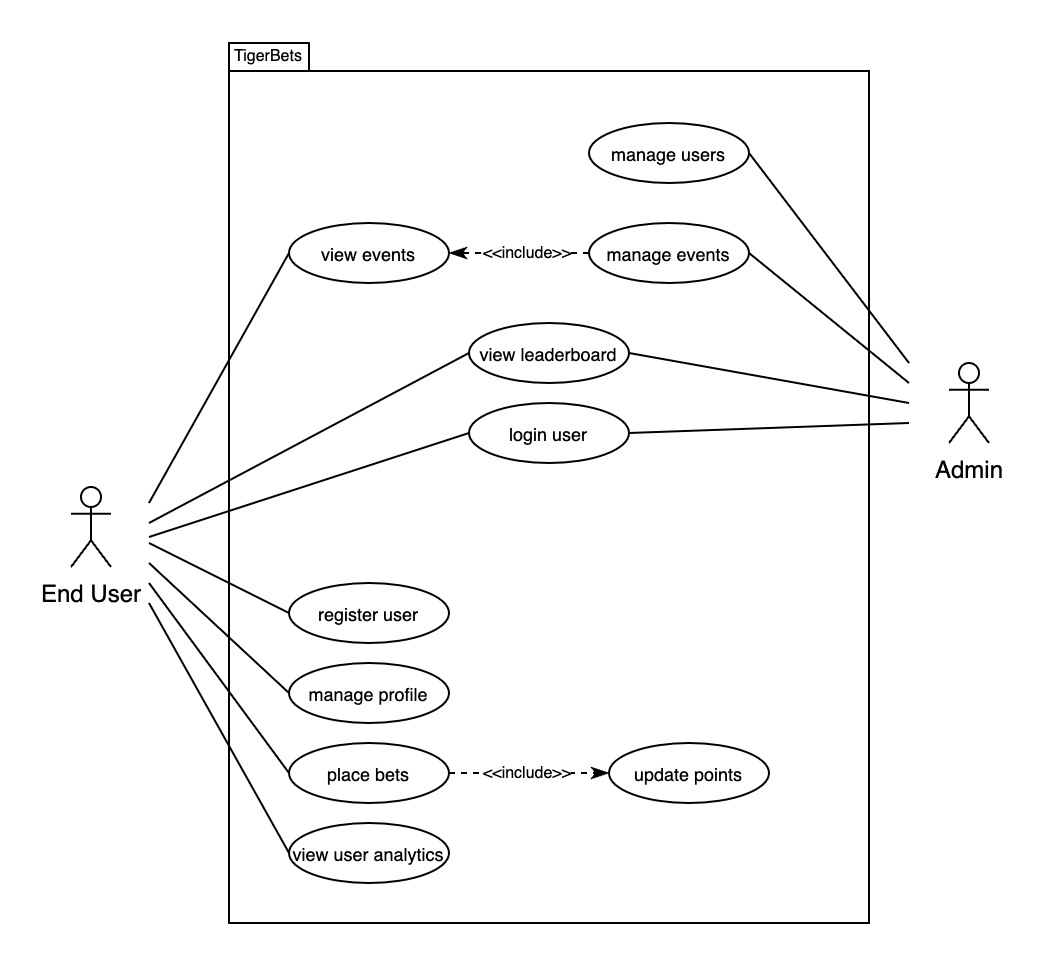 TigerBets
manage users
view events
<<include>>
manage events
view leaderboard
login user
Admin
End User
register user
manage profile
place bets
<<include>>
update points
view user analytics